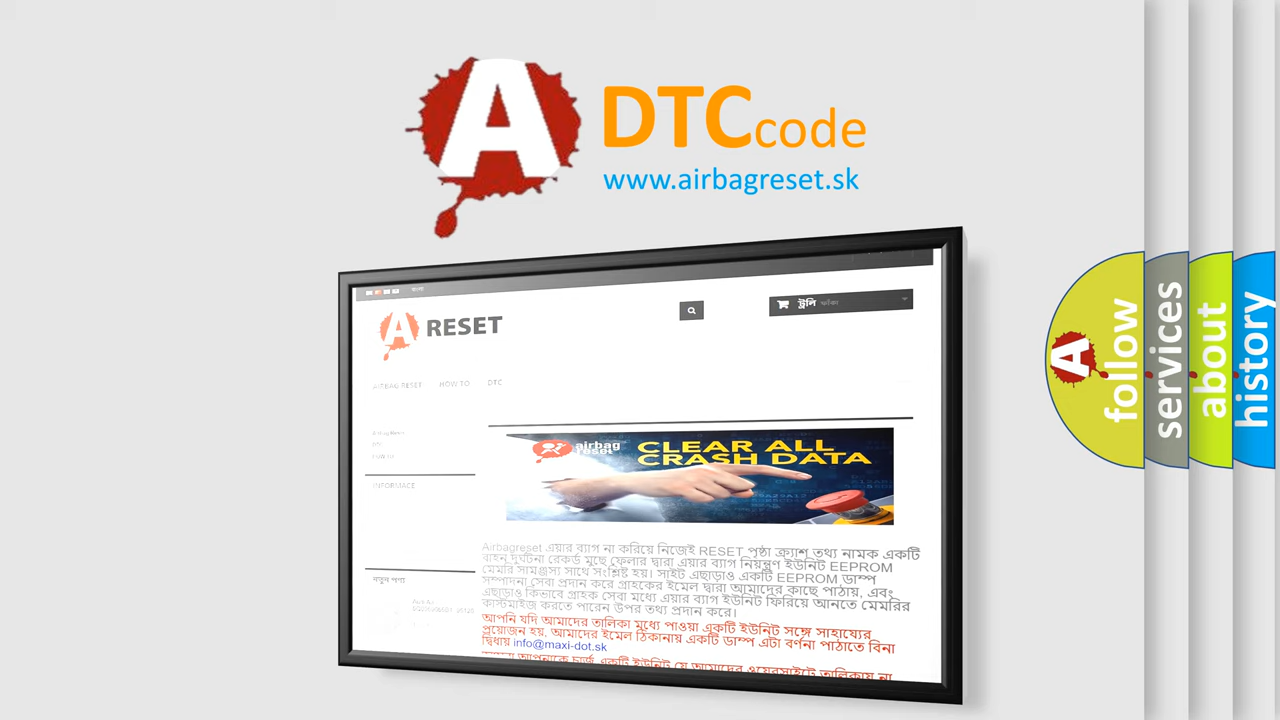 A
DTCcode
www.airbagreset.sk
বাংলা
A RESET
ট্রলি
AIRBAG RESET HOW TO DTC
INFORMACE
airbag
reset
CLEAR ALL
CRASH DATA
Airbagreset এয়ার ব্যাগ না করিয়ে নিজেই RESET পৃষ্ঠা ক্র্যাশ তথ্য নামক একটি
বাহন দুর্ঘটনা রেকর্ড মুছে ফেলার দ্বারা এয়ার ব্যাগ নিয়ন্ত্রণ ইউনিট EEPROM
মেমরি সামঞ্জস্য সাথে সংশ্লিষ্ট হয়। সাইট এছাড়াও একটি EEPROM ডাম্প
সম্পাদনা সেবা প্রদান করে গ্রাহকের ইমেল দ্বারা আমাদের কাছে পাঠায়, এবং
এছাড়াও কিভাবে গ্রাহক সেবা মধ্যে এয়ার ব্যাগ ইউনিট ফিরিয়ে আনতে মেমরির
কাস্টমাইজ করতে পারেন উপর তথ্য প্রদান করে।
আপনি যদি আমাদের তালিকা মধ্যে পাওয়া একটি ইউনিট সঙ্গে সাহায্যের
প্রয়োজন হয়, আমাদের ইমেল ঠিকানায় একটি ডাম্প এটা বর্ণনা পাঠাতে বিনা
দ্বিধায় info@maxi-dot.sk
নতুন পণ্য
follow
services
about
history